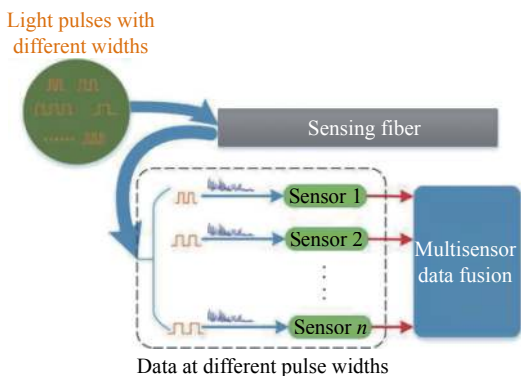 Light pulses with
different widths
Sensing fiber
Sensor 1
Sensor 2
Sensor n
Multisensor
data fusion
Data at different pulse widths